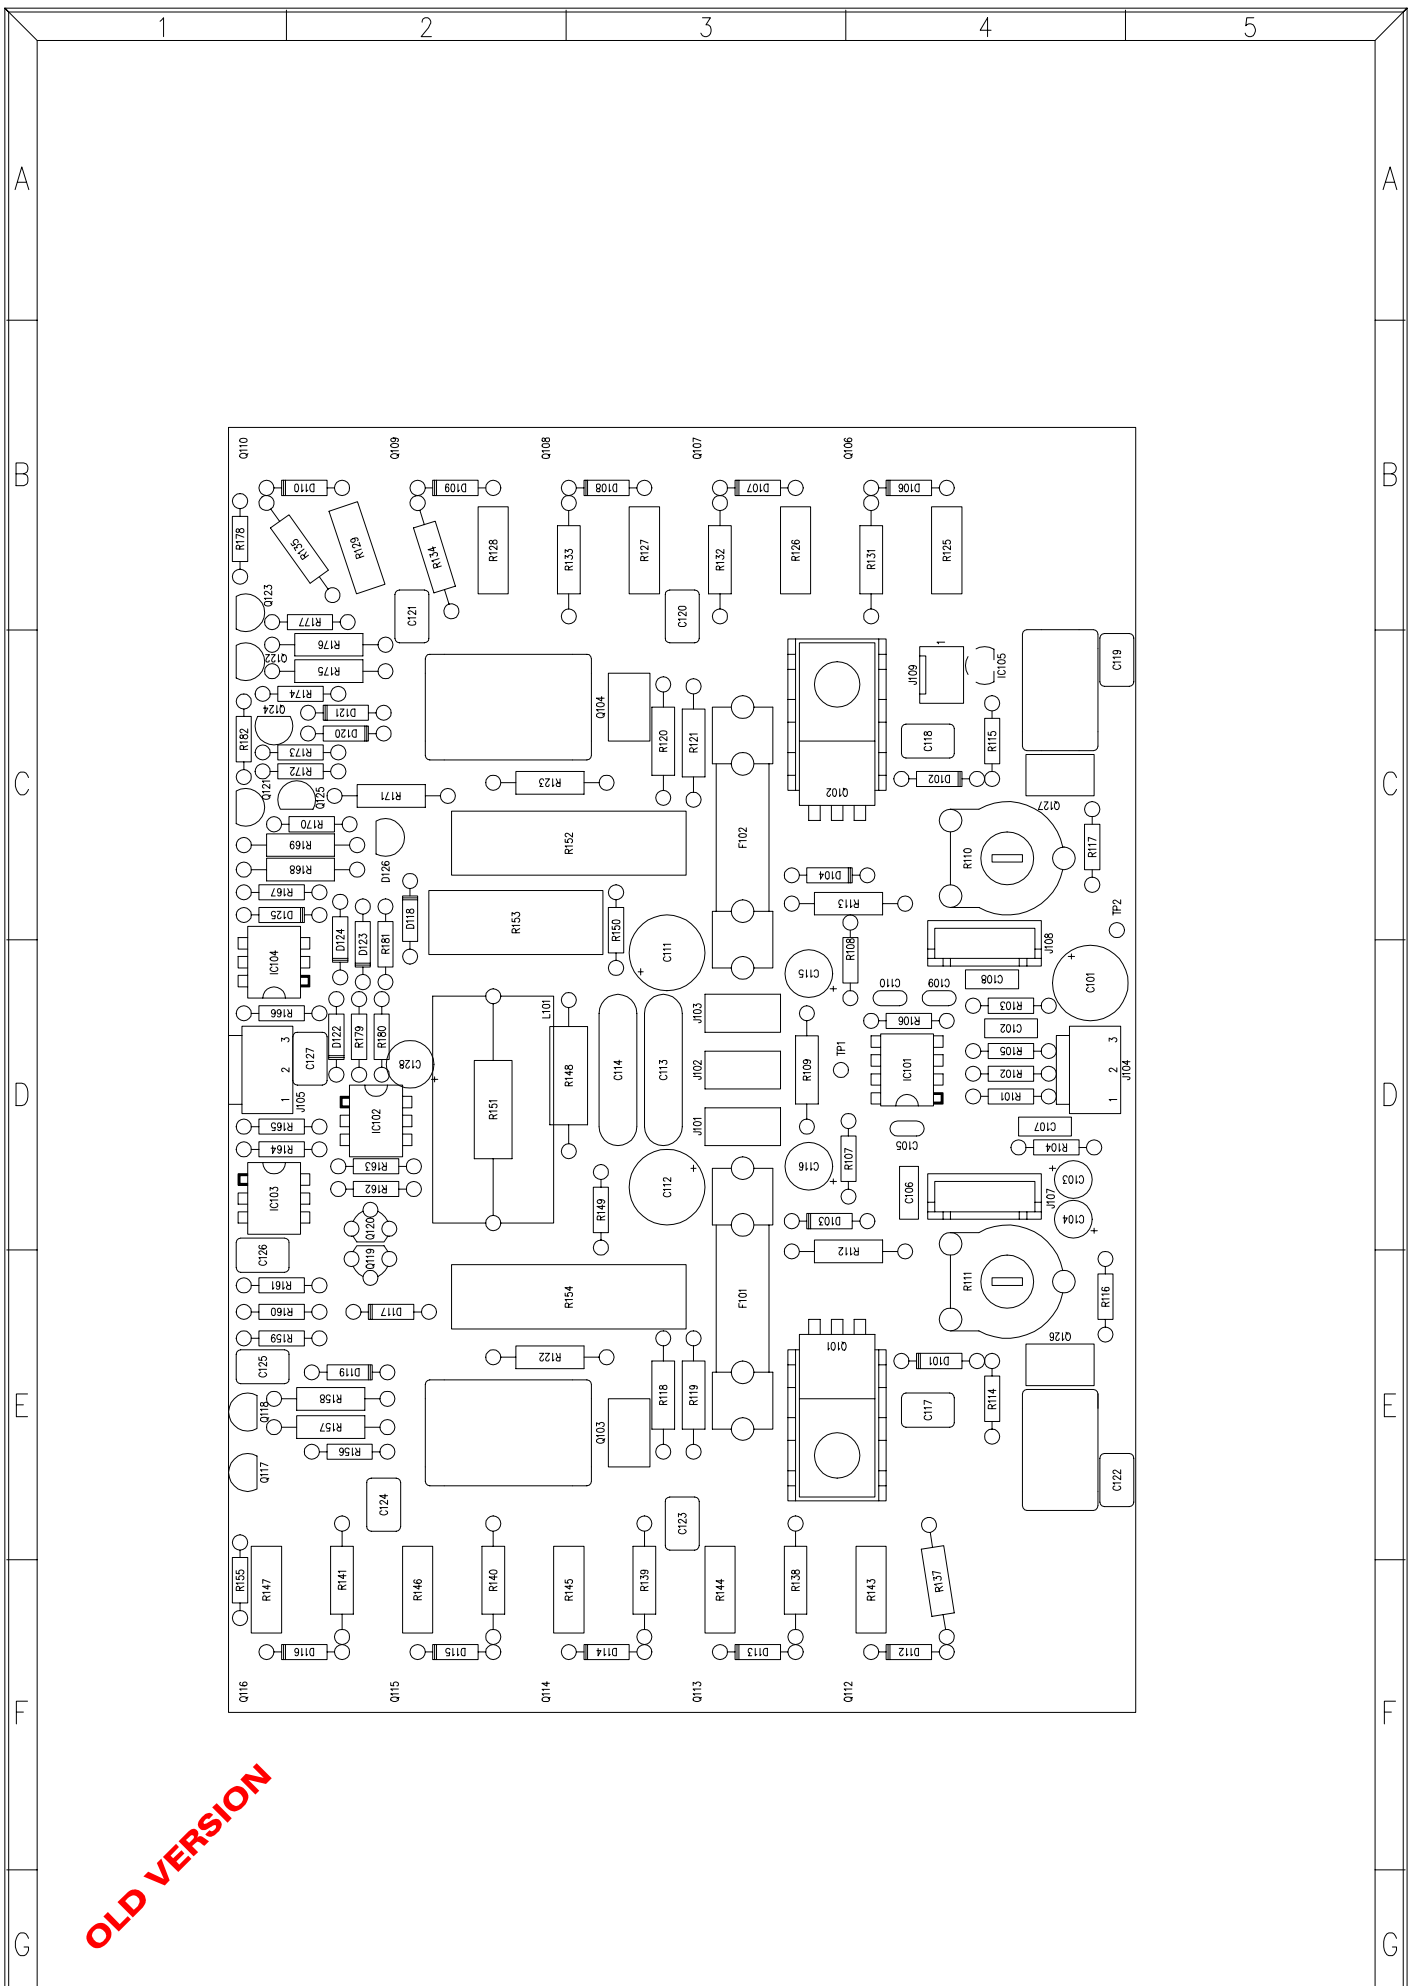 1 2 3 4 5
A A
Q110 Q109 Q108 Q107 Q106
B B
D110 D109 D108 D107 D106
R178 R135 R129 R134 R128 R133 R127 R132 R126 R131 R125
Q123
C121 C120
R177
R176
Q122 R175
J109 1 IC105 C119
R174
Q124 D121
R182 D120
Q104 R120 R121
C118 R115
R173
R172
C C
Q121 Q125 R171 R123 Q102 D102 Q127
R170
R169 R152 F102 R110 R117
R168 D126
R167 D104
D125 D124 D123 R181 D118 R153 R150 R113 TP2
IC104 C111 + R108 J108
C115 + C108 C101 +
C110 C109
R166 L101 J103 R106 R103
C102
D122 R179 R180
3 2 1 J105 C127 C128 + R148 C114 C113 J102 R109 TP1 IC101 R105 R102 R101 3 2 1 J104
D D
IC102 R151 J101
R165 C105 C107
R164 R104
R163
IC103 R162 C112 + C116 + R107 C106 J107 C103 +
R149 C104 +
Q120 D103
C126 Q119 R112
R161
R160 D117 R154 F101 R111 R116
R159 Q126
C125 D119 R122 Q101 D101
E E
Q118 R158 R118 R119 C117 R114
R157 Q103
R156
Q117
C124 C123 C122
R155 R147 R141 R146 R140 R145 R139 R144 R138 R143 R137
D116 D115 D114 D113 D112
Q116 Q115 Q114 Q113 Q112
F F
OLD VERSION
G G